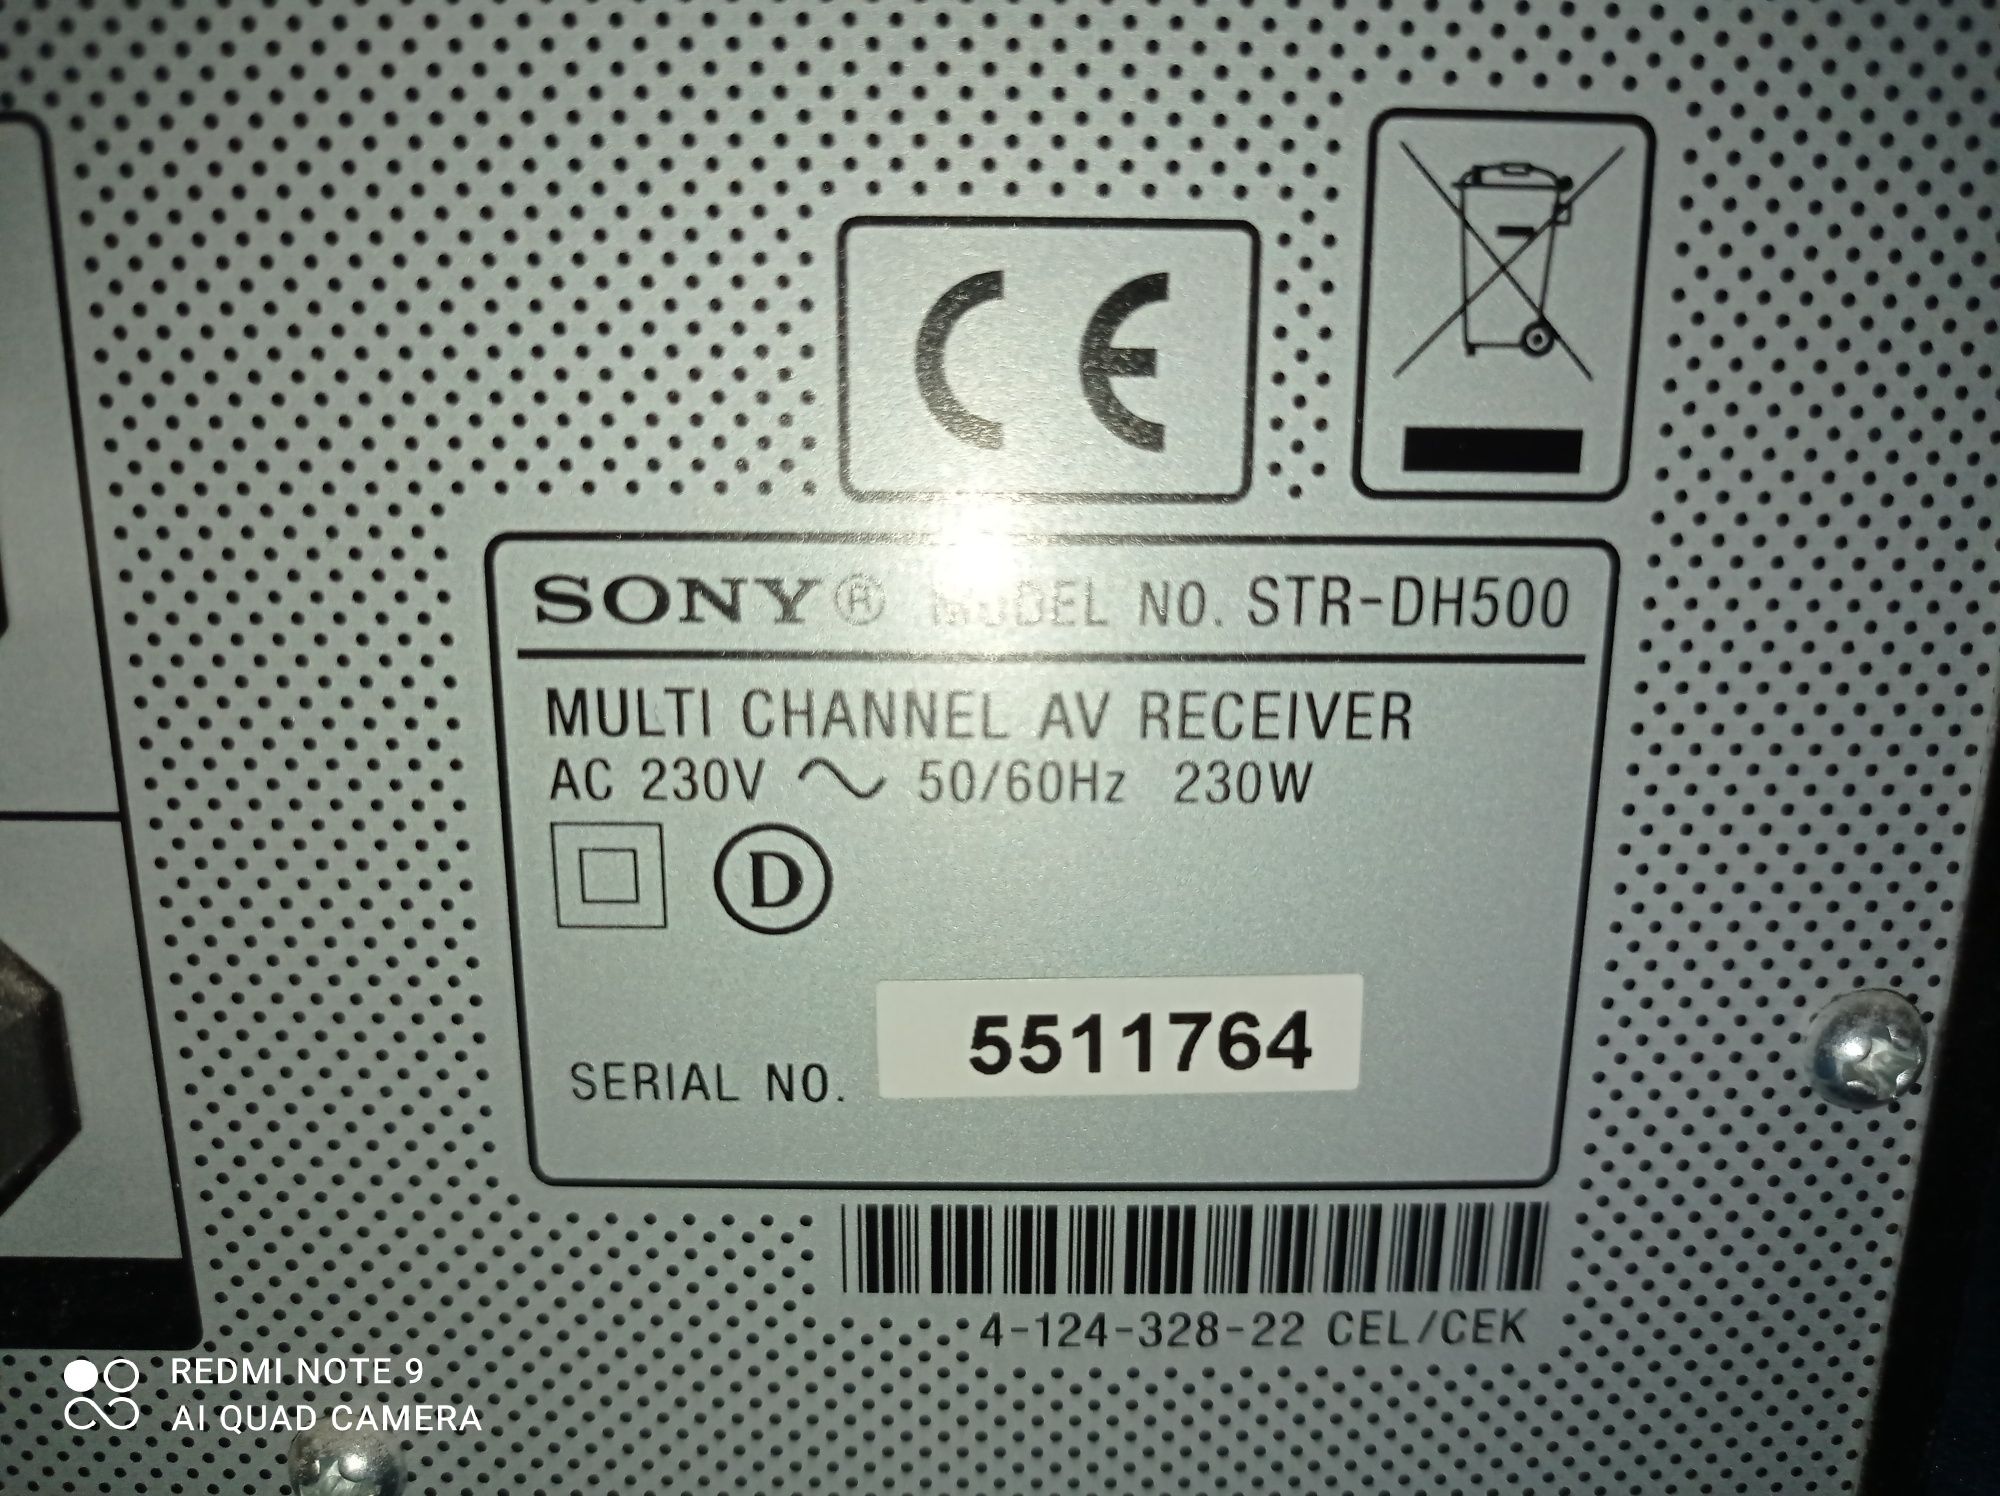 CE
SONY® MODEL NO. STR-DH500
MULTI CHANNEL AV RECEIVER
AC 230V ~ 50/60Hz 230W
D
5511764
SERIAL NO.
4-124-328-22 CEL/CEK
REDMI NOTE 9
AI QUAD CAMERA